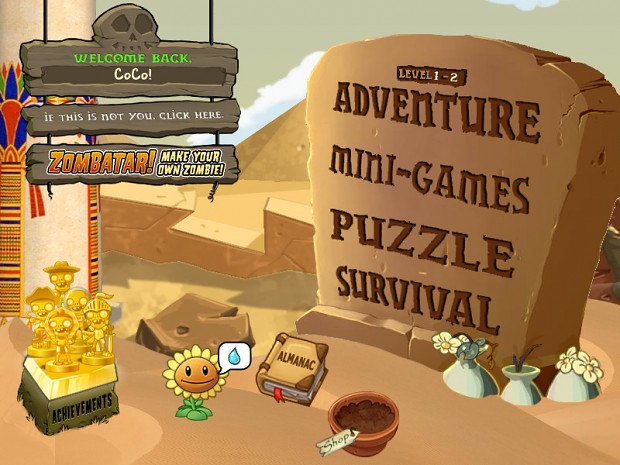 WELCOME BACK,
CoCo!
IF THIS IS NOT YOU, CLICK HERE.
ZOMBATAR! MAKE YOUR
OWN ZOMBIE!
LEVEL 1 - 2
ADVENTURE
MINI-GAMES
PUZZLE
SURVIVAL
ALMANAC
ACHIEVEMENTS
Shop